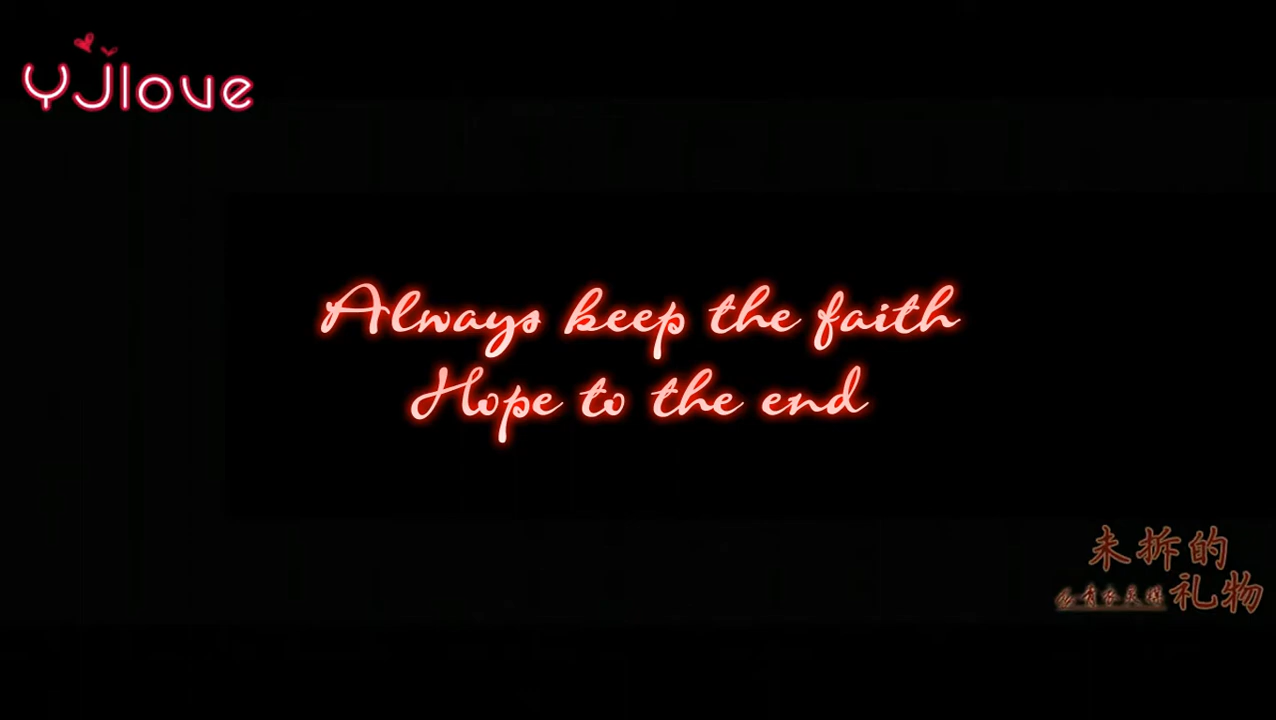 YJlove
Always keep the faith
Hope to the end
未拆的
礼物